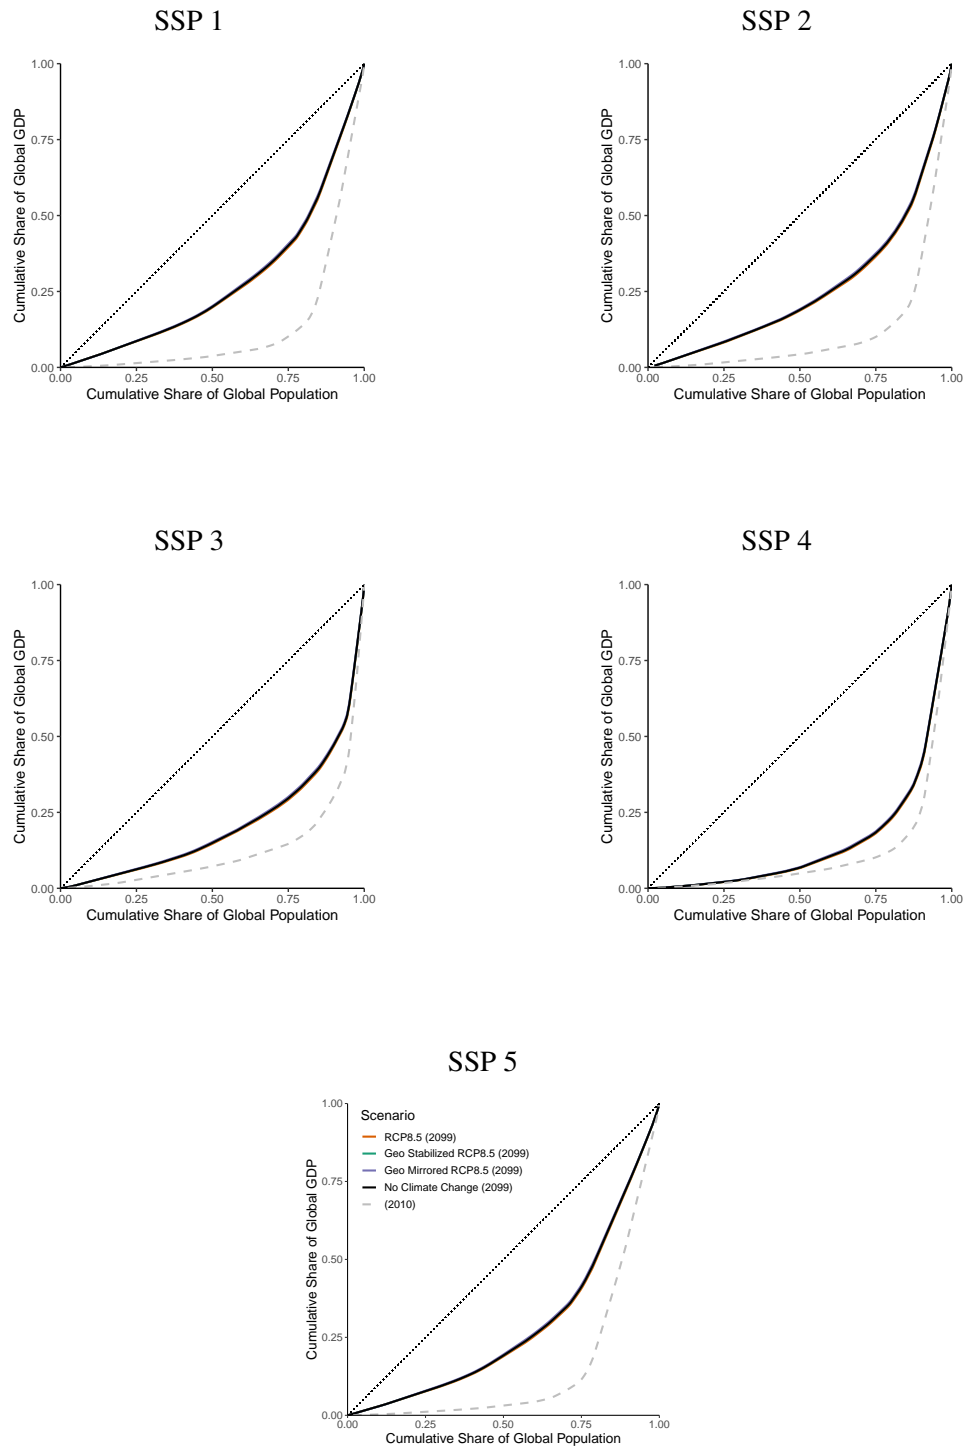 SSP 1
1.00
0.75
0.50
0.25
0.00
0.00 0.25 0.50 0.75 1.00
Cumulative Share of Global Population
Cumulative Share of Global GDP
SSP 2
1.00
0.75
0.50
0.25
0.00
0.00 0.25 0.50 0.75 1.00
Cumulative Share of Global Population
Cumulative Share of Global GDP
SSP 3
1.00
0.75
0.50
0.25
0.00
0.00 0.25 0.50 0.75 1.00
Cumulative Share of Global Population
Cumulative Share of Global GDP
SSP 4
1.00
0.75
0.50
0.25
0.00
0.00 0.25 0.50 0.75 1.00
Cumulative Share of Global Population
Cumulative Share of Global GDP
SSP 5
1.00
0.75
0.50
0.25
0.00
Scenario
RCP8.5 (2099)
Geo Stabilized RCP8.5 (2099)
Geo Mirrored RCP8.5 (2099)
No Climate Change (2099)
(2010)
0.00 0.25 0.50 0.75 1.00
Cumulative Share of Global Population
Cumulative Share of Global GDP